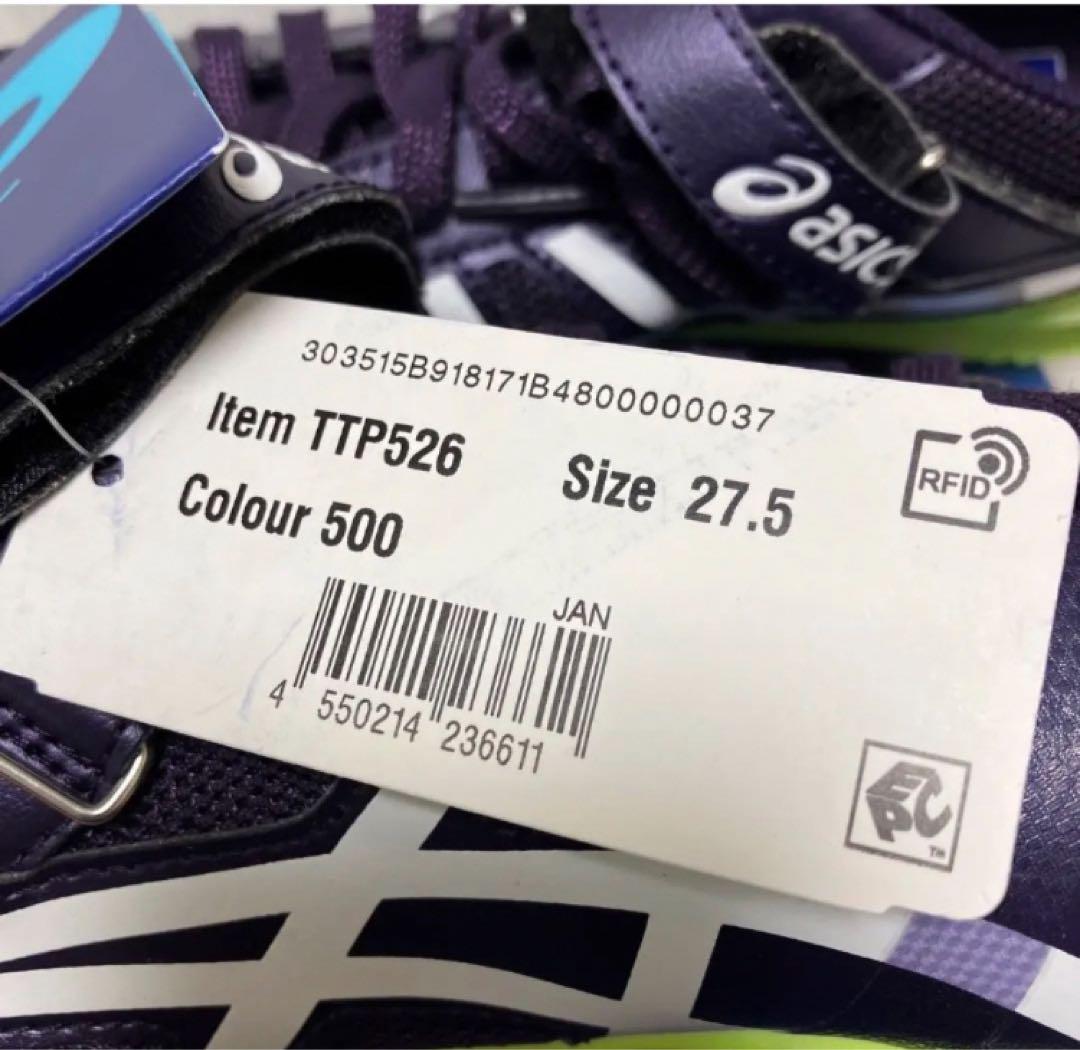 asics
303515B918171B4800000037
Item TTP526
Size 27.5
RFID
Colour 500
JAN
4 550214 236611
EPC
TM